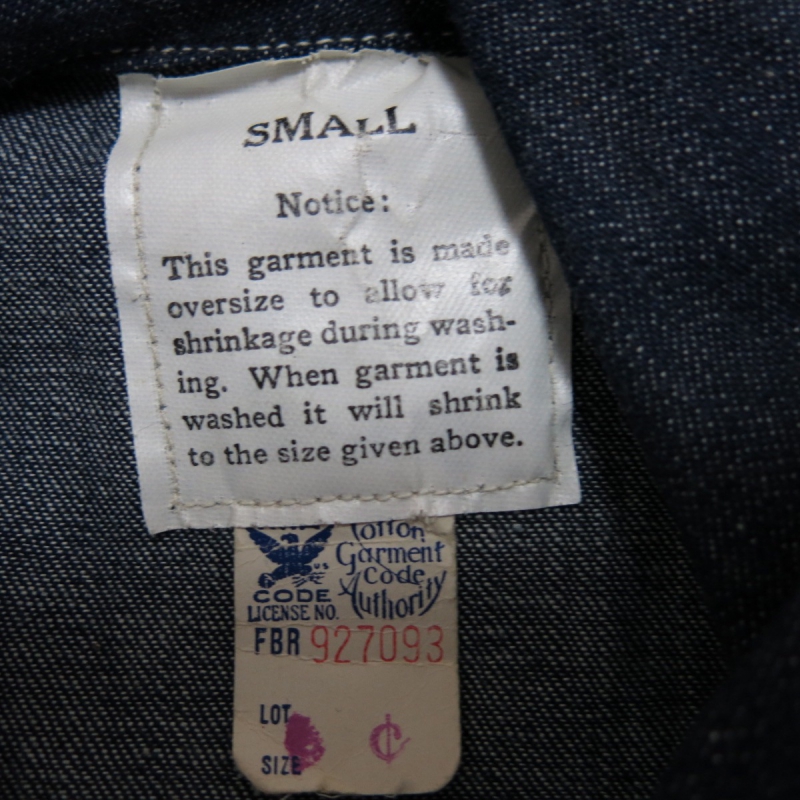 SMALL
Notice:
This garment is made
oversize to allow for
shrinkage during wash-
ing. When garment is
washed it will shrink
to the size given above.
Cotton
US Garment
CODE Code
LICENSE NO. Authority
FBR 927093
LOT
¢
SIZE